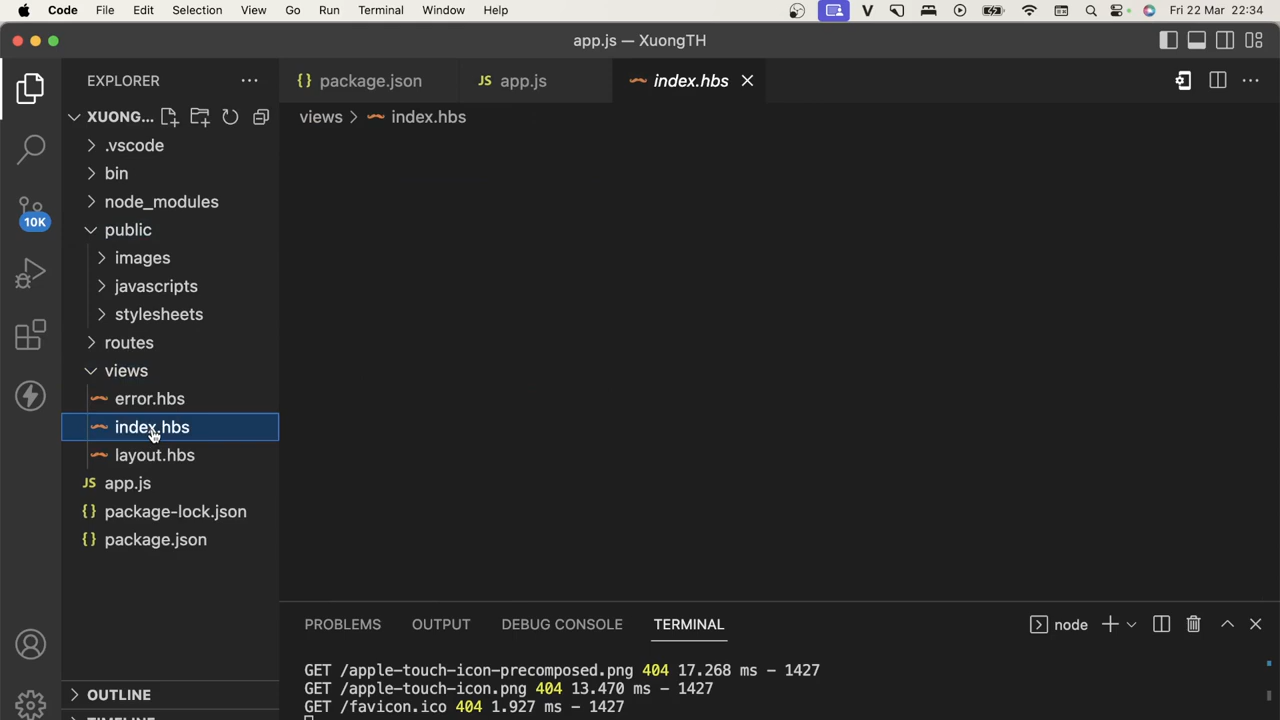 Code File Edit Selection View Go Run Terminal Window Help Fri 22 Mar 22:34
app.js — XuongTH
EXPLORER
package.json
JS app.js
index.hbs
XUONG...
views > index.hbs
.vscode
bin
node_modules
10K
public
images
javascripts
stylesheets
routes
views
error.hbs
index.hbs
layout.hbs
JS app.js
{} package-lock.json
{} package.json
PROBLEMS OUTPUT DEBUG CONSOLE TERMINAL node
GET /apple-touch-icon-precomposed.png 404 17.268 ms - 1427
GET /apple-touch-icon.png 404 13.470 ms - 1427
GET /favicon.ico 404 1.927 ms - 1427
OUTLINE
TIMELINE